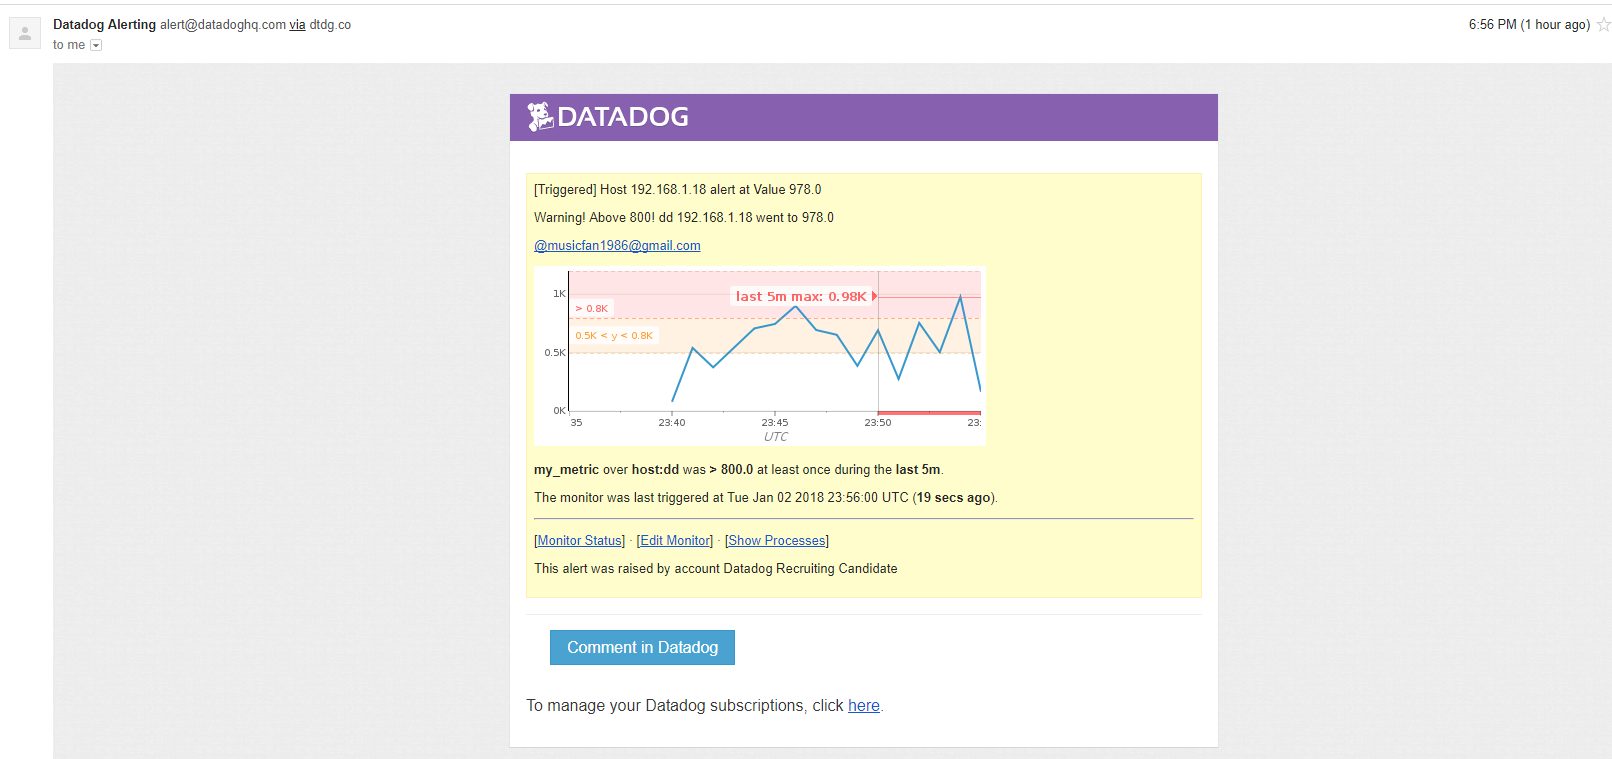 Datadog Alerting alert@datadoghq.com via dtdg.co
6:56 PM (1 hour ago)
to me
DATADOG
[Triggered] Host 192.168.1.18 alert at Value 978.0
Warning! Above 800! dd 192.168.1.18 went to 978.0
@musicfan1986@gmail.com
1K
last 5m max: 0.98K
> 0.8K
0.5K < y < 0.8K
0.5K
0K
35 23:40 23:45 23:50 23:
UTC
my_metric over host:dd was > 800.0 at least once during the last 5m.
The monitor was last triggered at Tue Jan 02 2018 23:56:00 UTC (19 secs ago).
[Monitor Status] · [Edit Monitor] · [Show Processes]
This alert was raised by account Datadog Recruiting Candidate
Comment in Datadog
To manage your Datadog subscriptions, click here.